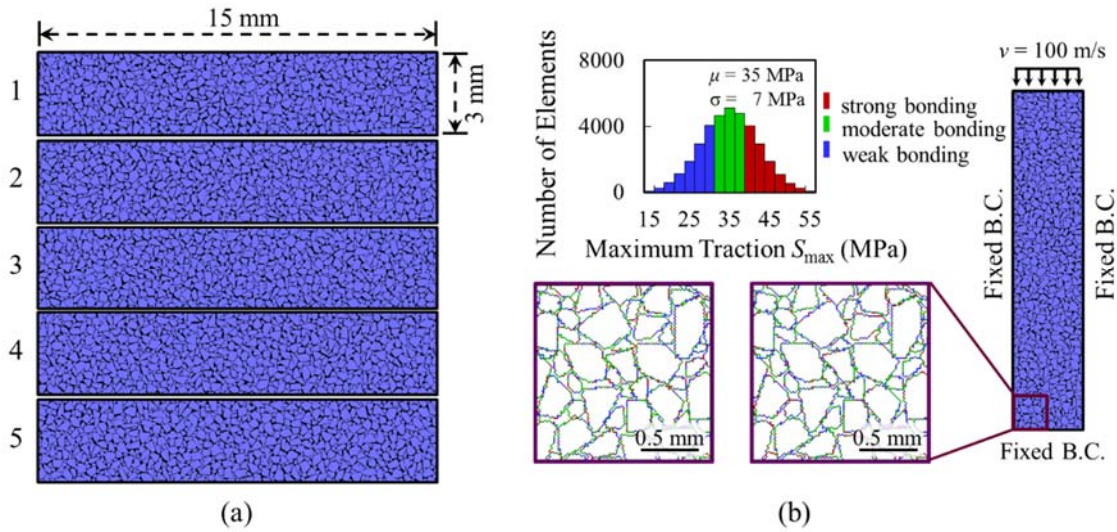 15 mm
3 mm
1
2
3
4
5
(a)
8000
4000
0
Number of Elements
μ = 35 MPa
σ = 7 MPa
strong bonding
moderate bonding
weak bonding
15 25 35 45 55
Maximum Traction Smax (MPa)
0.5 mm
0.5 mm
v = 100 m/s
Fixed B.C.
Fixed B.C.
Fixed B.C.
(b)